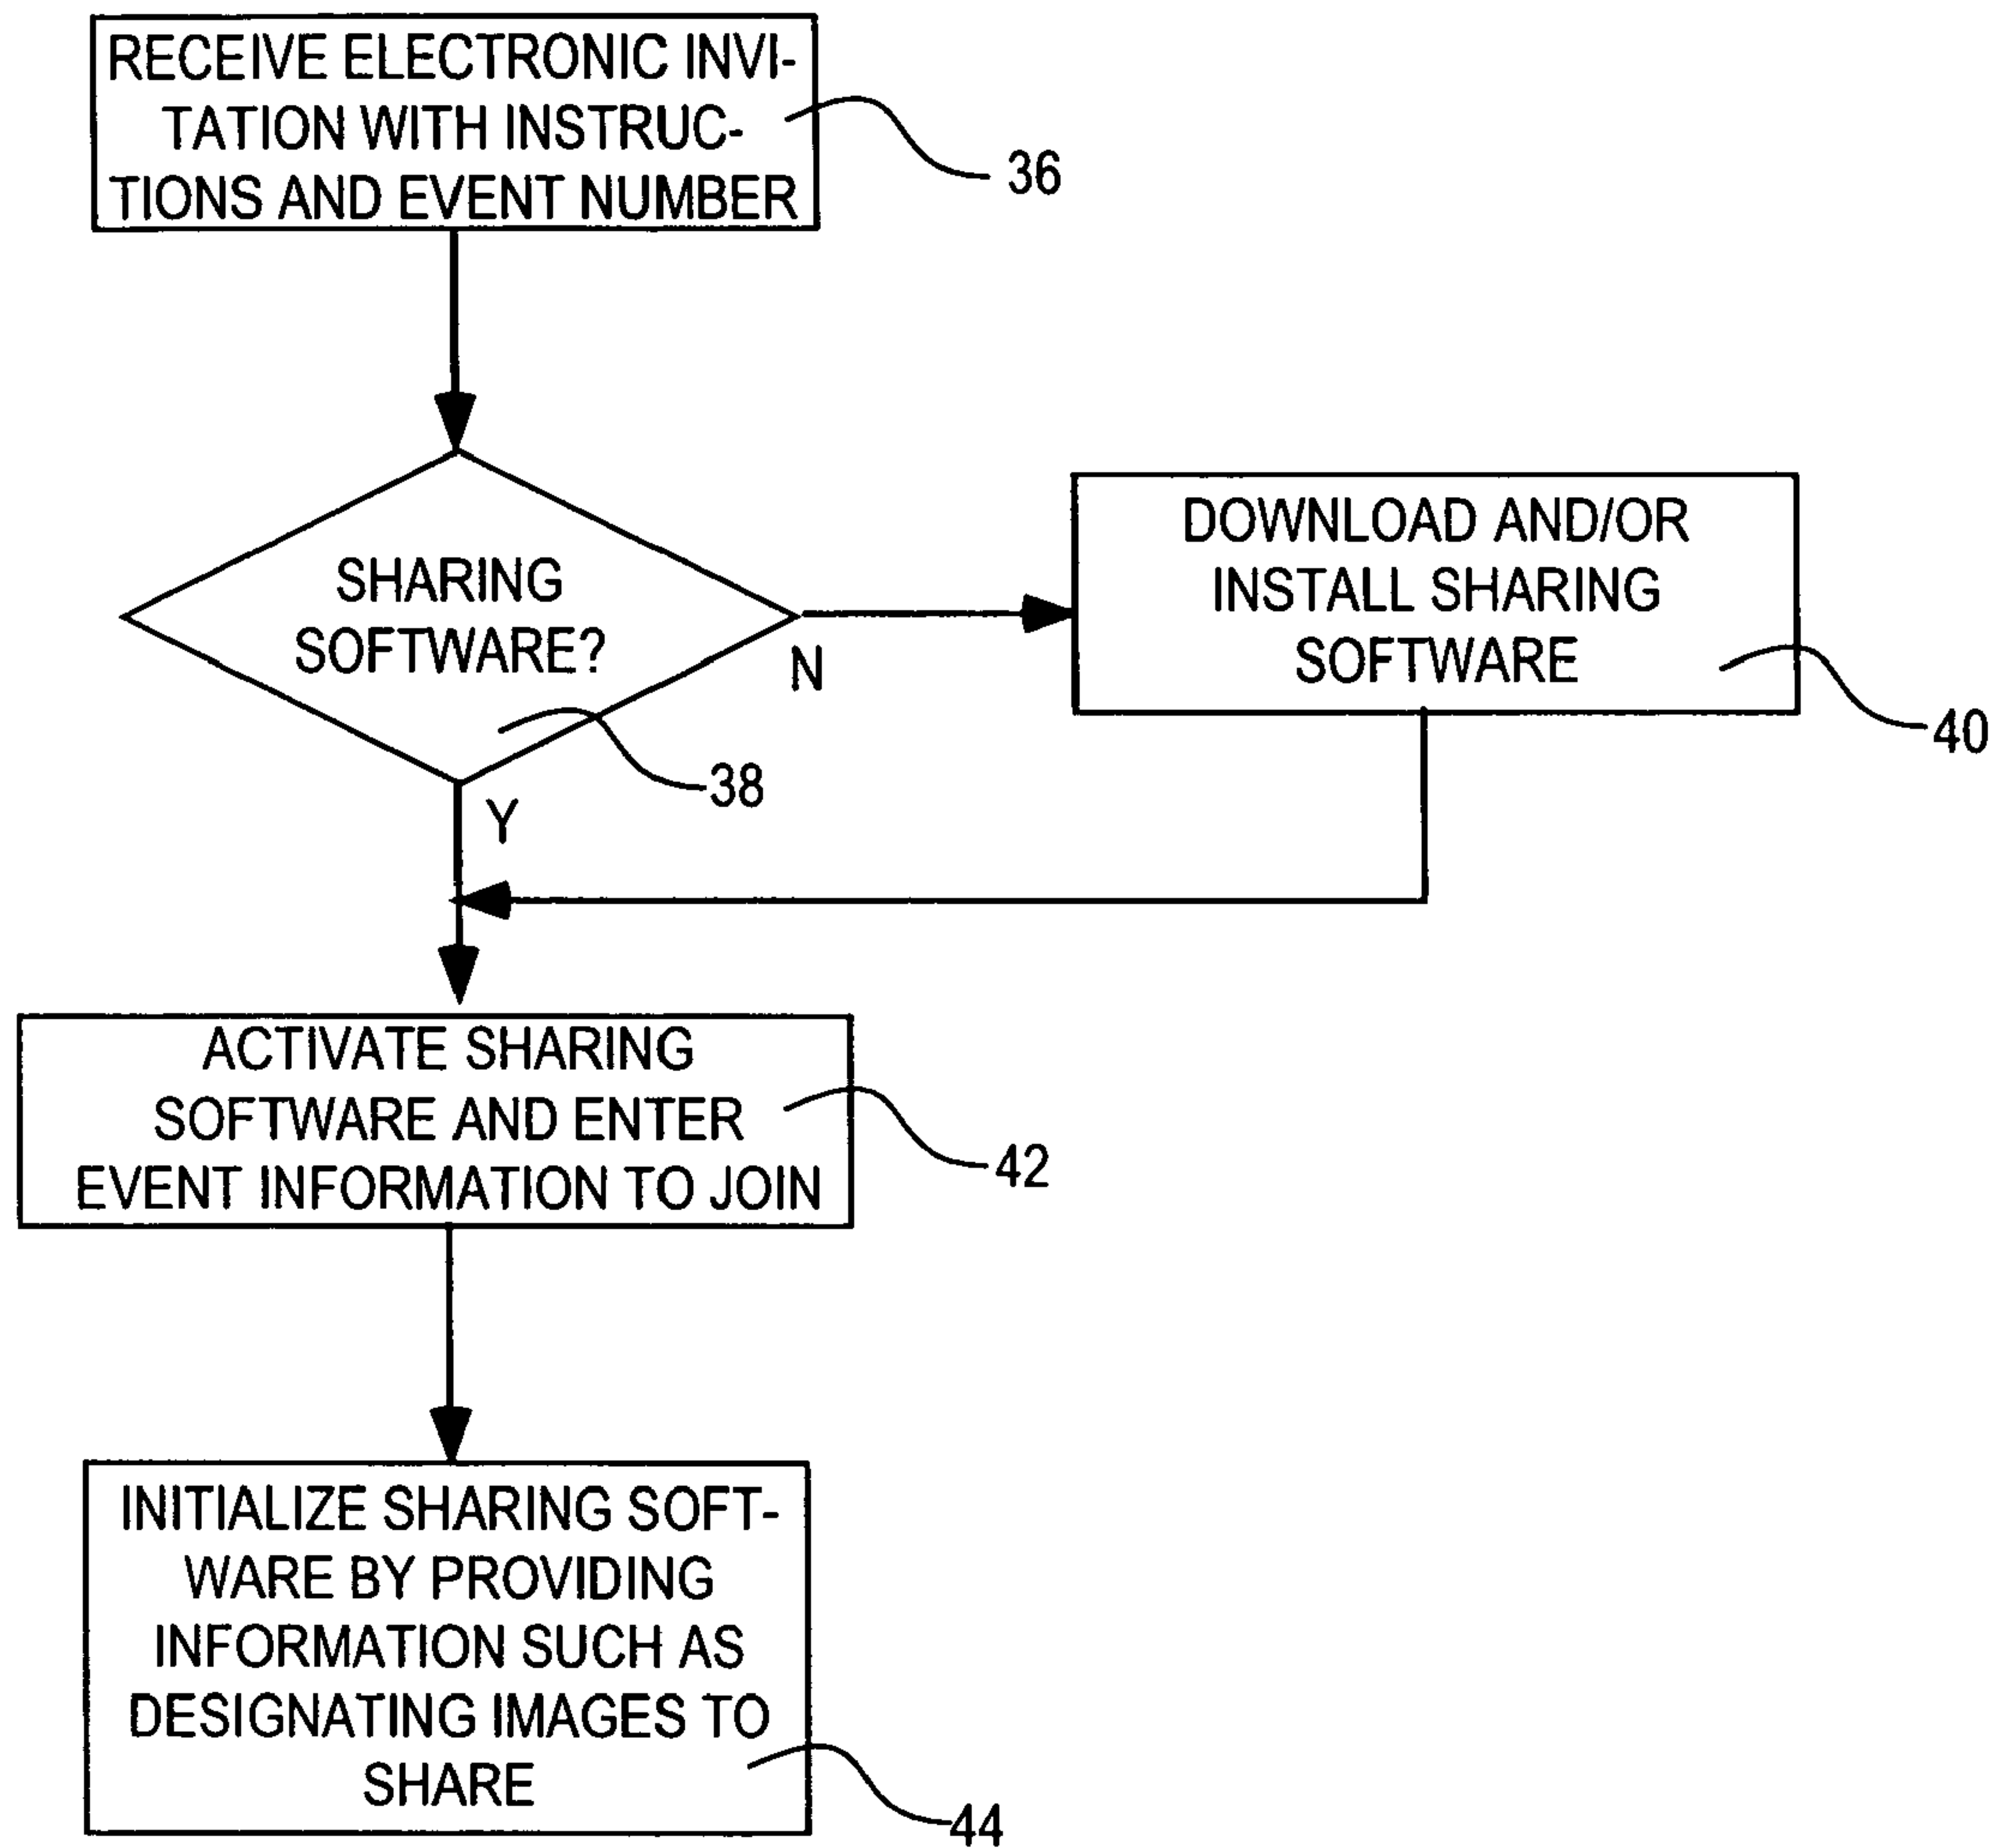 RECEIVE ELECTRONIC INVI-
TATION WITH INSTRUC-
TIONS AND EVENT NUMBER
36
SHARING
SOFTWARE?
N
38
Y
DOWNLOAD AND/OR
INSTALL SHARING
SOFTWARE
40
ACTIVATE SHARING
SOFTWARE AND ENTER
EVENT INFORMATION TO JOIN
42
INITIALIZE SHARING SOFT-
WARE BY PROVIDING
INFORMATION SUCH AS
DESIGNATING IMAGES TO
SHARE
44